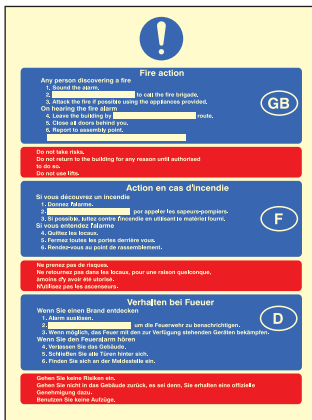 Fire action
Any person discovering a fire
1. Sound the alarm.
2. to call the fire brigade.
3. Attack the fire if possible using the appliances provided.
On hearing the fire alarm
4. Leave the building by route.
5. Close all doors behind you.
6. Report to assembly point.
GB
Do not take risks.
Do not return to the building for any reason until authorised
to do so.
Do not use lifts.
Action en cas d'incendie
Si vous découvrez un incendie
1. Donnez l'alarme.
2. por appeler les sapeurs-pompiers.
3. Si possible, luttez contre l'incendie en utilisant le matériel fourni.
Si vous entendez l'alarme
4. Quittez les locaux.
5. Fermez toutes les portes derrière vous.
6. Rendez-vous au point de rassemblement.
F
Ne prenez pas de risques.
Ne retournez pas dans les locaux, pour une raison quelconque,
àmoins d'y avoir été utorisé.
N'utilizez pas les ascenseurs.
Verhalten bei Fueuer
Wenn Sie einen Brand entdecken
1. Alarm auslösen.
2. um die Feuerwehr zu benachrichtigen.
3. Wenn möglich, das Feuer mit den zur Verfügung stehenden Geräten bekämpfen.
Wenn Sie den Feueralarm hören
4. Verlassen Sie das Gebäude.
5. Schließen Sie alle Türen hinter sich.
6. Finden Sie sich an der Meldestelle ein.
D
Gehen Sie keine Risiken ein.
Gehen Sie nicht in das Gebäude zurück, es sei denn, Sie erhalten eine offizielle
Genehmigung dazu.
Benutzen Sie keine Aufzüge.